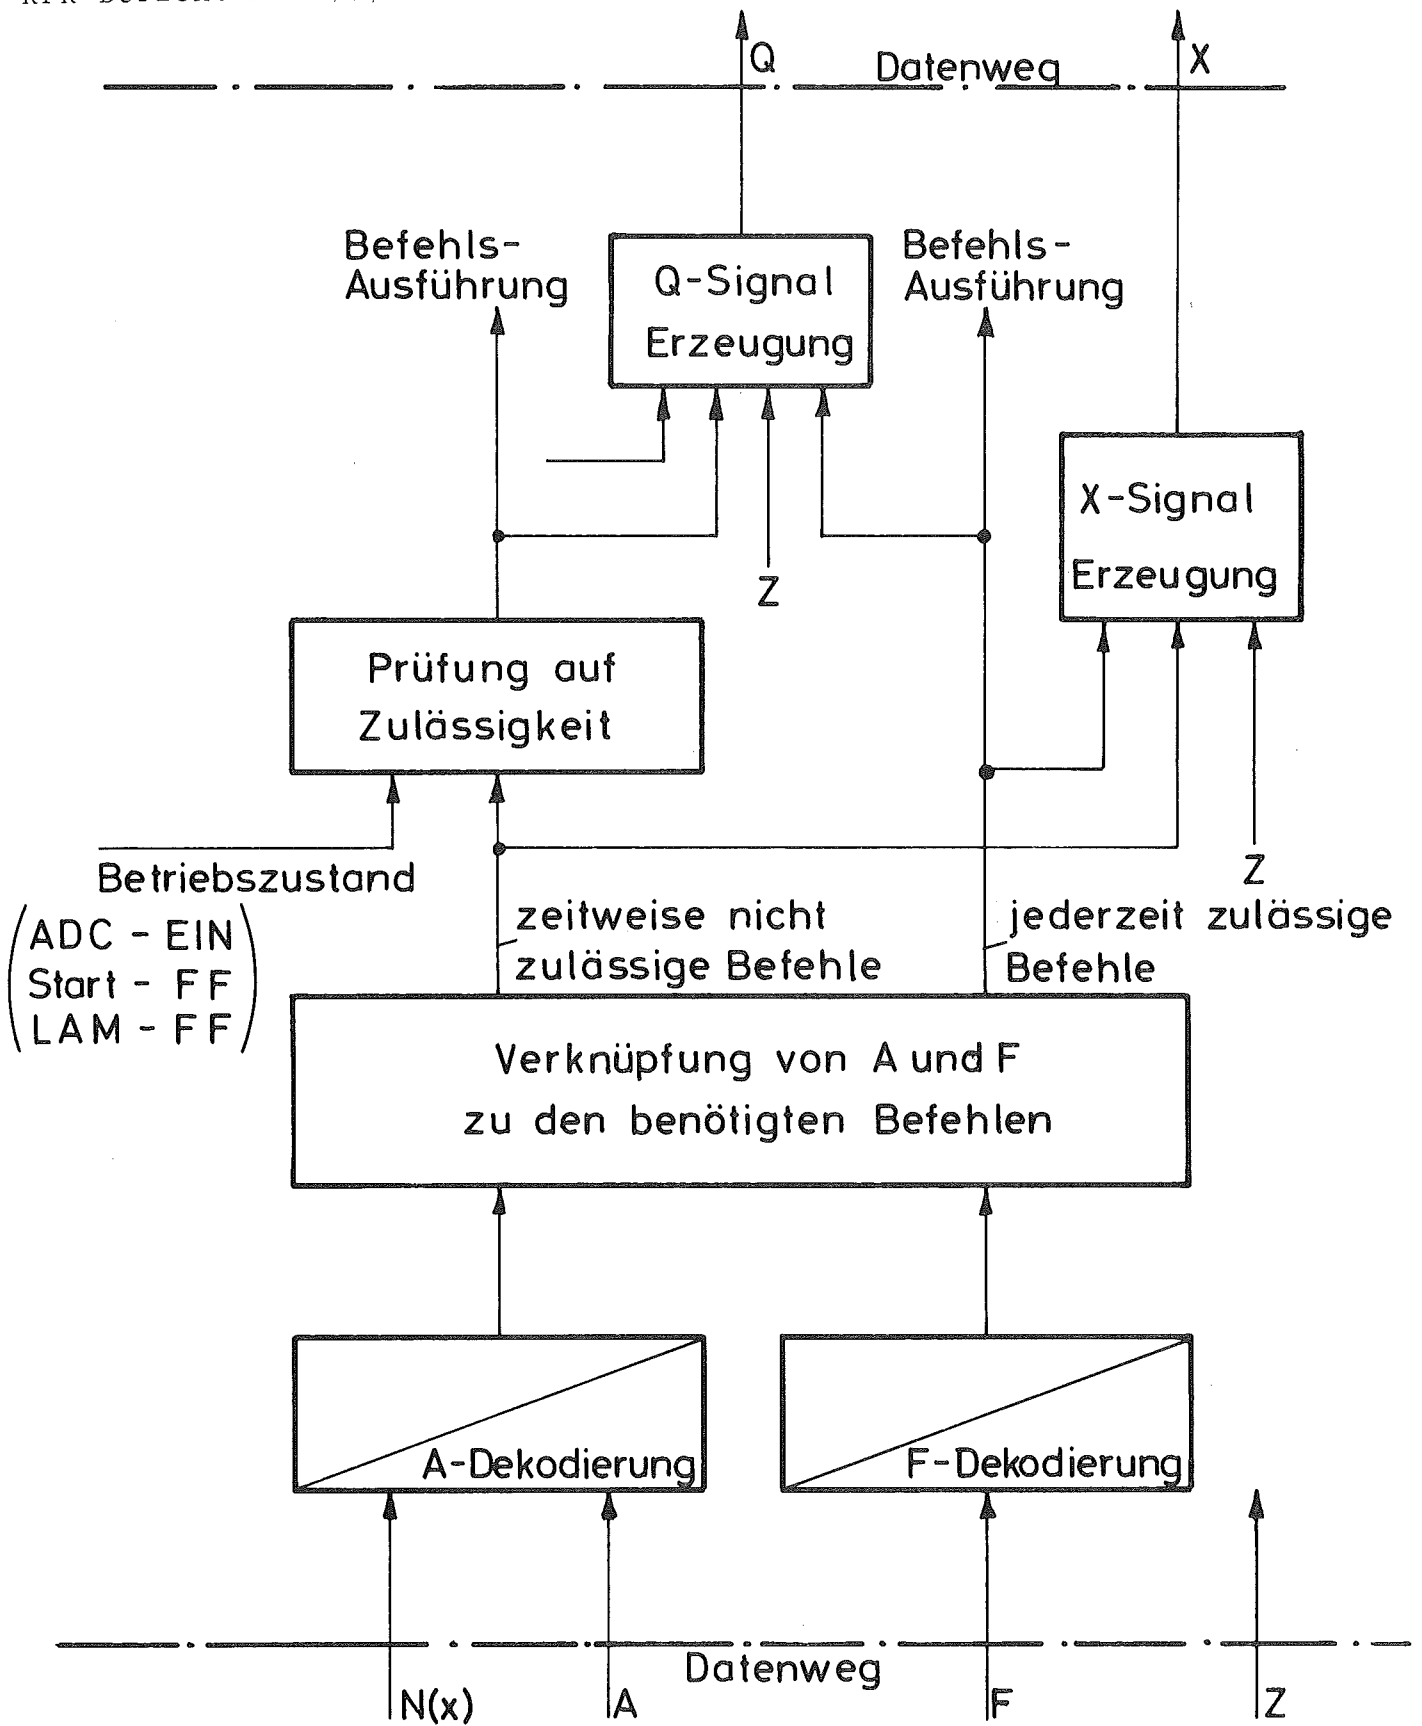 Q
Datenweg
X
Befehls-
Ausführung
Q-Signal
Erzeugung
Befehls-
Ausführung
X-Signal
Erzeugung
Z
Prüfung auf
Zulässigkeit
Betriebszustand
Z
(ADC - EIN
Start - FF
LAM - FF)
zeitweise nicht
zulässige Befehle
jederzeit zulässige
Befehle
Verknüpfung von A und F
zu den benötigten Befehlen
A-Dekodierung
F-Dekodierung
Datenweg
N(x)
A
F
Z